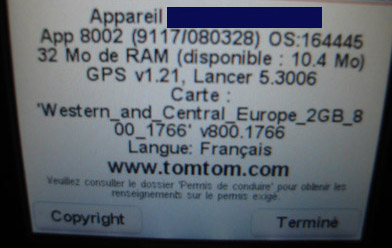 Appareil
App 8002 (9117/080328) OS:164445
32 Mo de RAM (disponible : 10.4 Mo)
GPS v1.21, Lancer 5.3006
Carte :
'Western_and_Central_Europe_2GB_8
00_1766' v800.1766
Langue: Français
www.tomtom.com
Veuillez consulter le dossier 'Permis de conduire' pour obtenir les
renseignements sur le permis exigé.
Copyright
Terminé